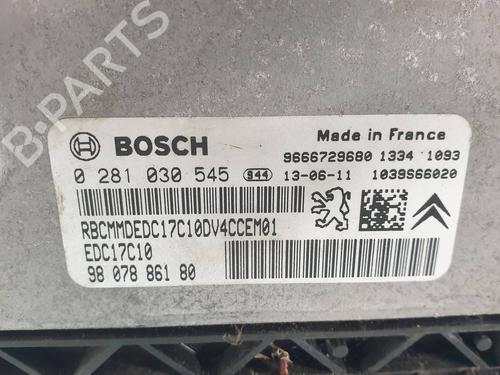 B-PARTS
BOSCH
Made in France
9666729680 1334 1093
0 281 030 545 944 13-06-11 1039S66020
RBCMMDEDC17C10DV4CCEM01
EDC17C10
98 078 861 80